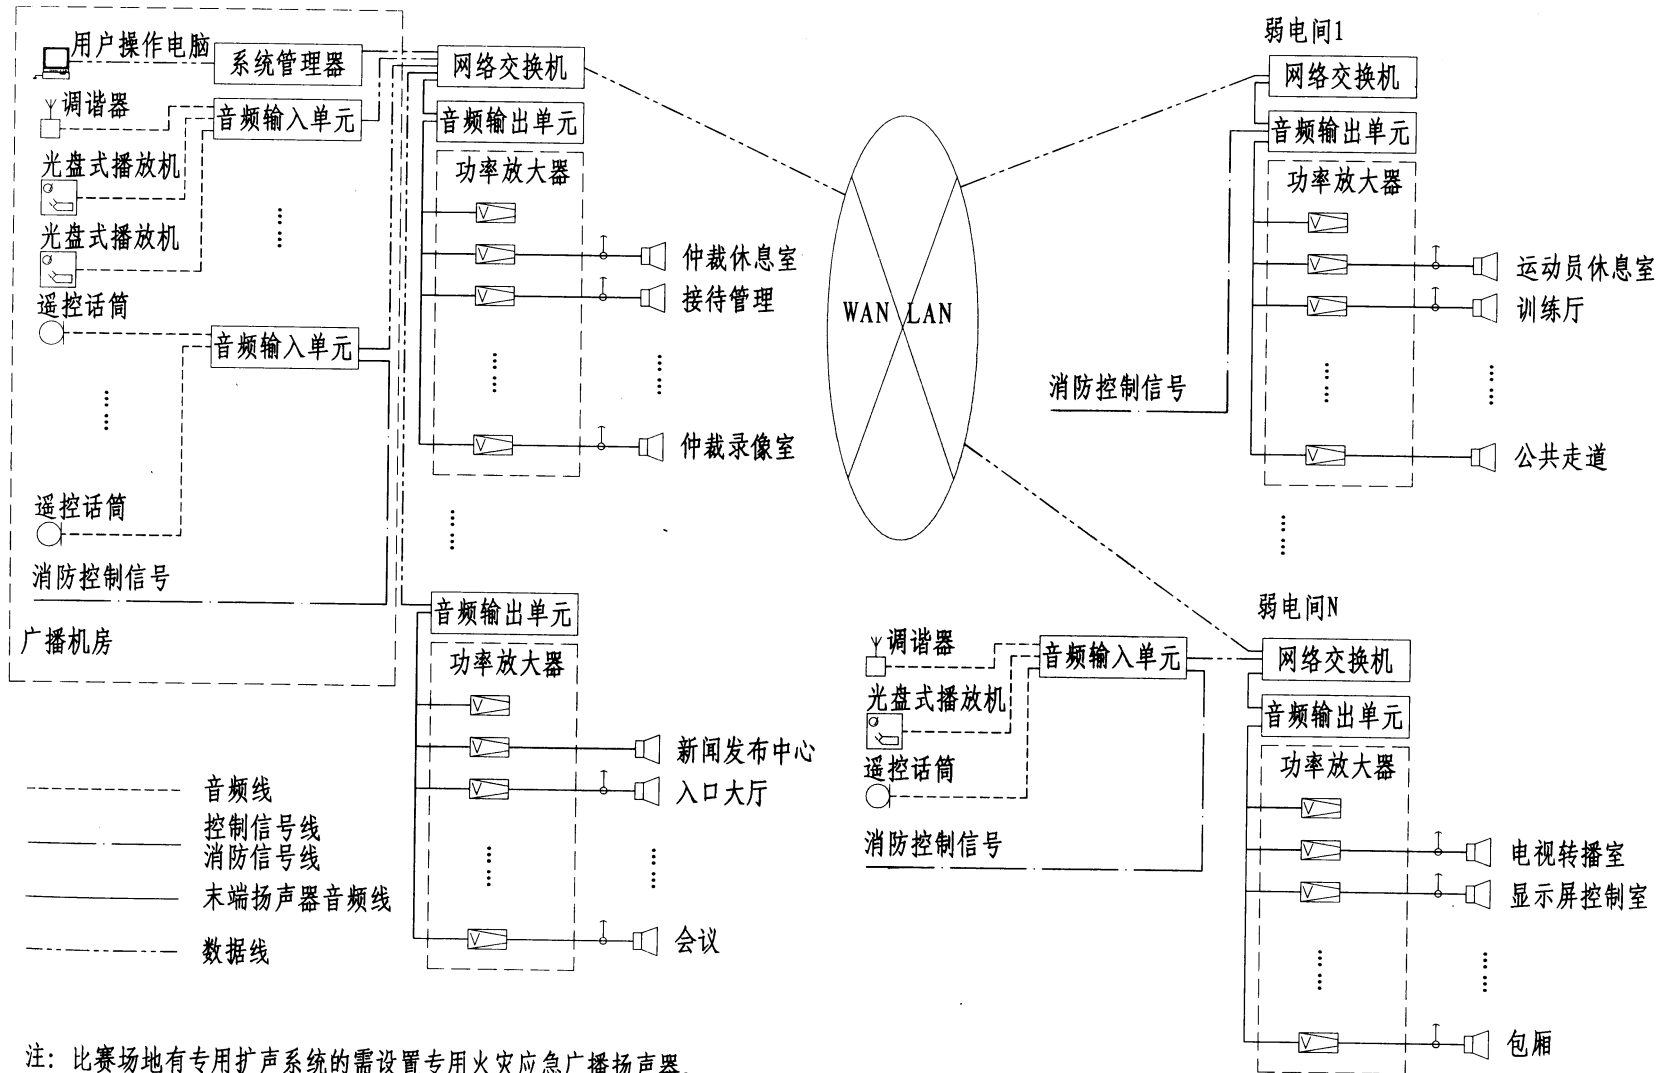 用户操作电脑
系统管理器
网络交换机
调谐器
音频输入单元
音频输出单元
光盘式播放机
功率放大器
光盘式播放机
仲裁休息室
遥控话筒
接待管理
音频输入单元
仲裁录像室
遥控话筒
消防控制信号
广播机房
音频输出单元
功率放大器
新闻发布中心
入口大厅
会议
WAN LAN
弱电间1
网络交换机
音频输出单元
功率放大器
运动员休息室
训练厅
消防控制信号
公共走道
弱电间N
调谐器
音频输入单元
网络交换机
光盘式播放机
音频输出单元
遥控话筒
功率放大器
消防控制信号
电视转播室
显示屏控制室
包厢
音频线
控制信号线
消防信号线
末端扬声器音频线
数据线
注: 比赛场地有专用扩声系统的需设置专用火灾应急广播扬声器.